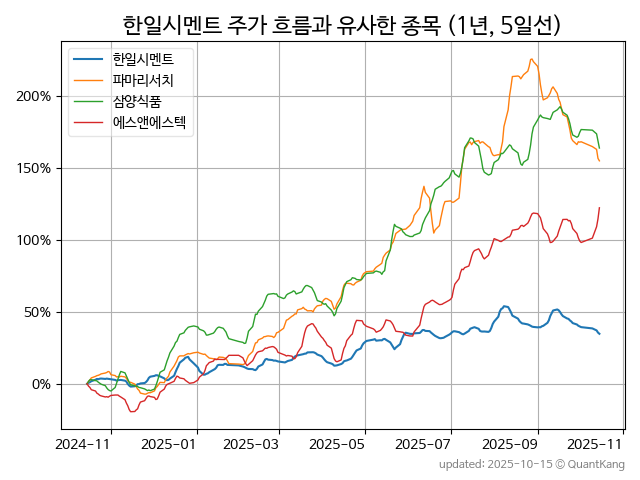 한일시멘트 주가 흐름과 유사한 종목 (1년, 5일선)
한일시멘트
파마리서치
삼양식품
에스앤에스텍
200%
150%
100%
50%
0%
2024-11
2025-01
2025-03
2025-05
2025-07
2025-09
2025-11
updated: 2025-10-15 © QuantKang